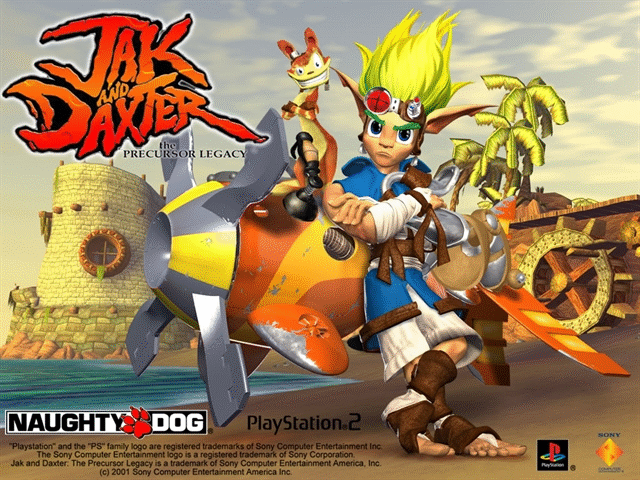 JAK
AND
DAXTER
the
PRECURSOR LEGACY
NAUGHTY DOG
PlayStation.2
"Playstation" and the "PS" family logo are registered trademarks of Sony Computer Entertainment Inc.
The Sony Computer Entertainment logo is a registered trademark of Sony Corporation.
Jak and Daxter: The Precursor Legacy is a trademark of Sony Computer Entertainment America, Inc.
(c) 2001 Sony Computer Entertainment America Inc.
PlayStation
SONY